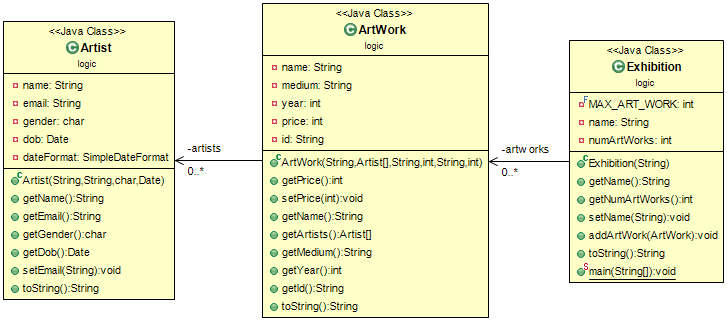 <<Java Class>>
Artist
logic
name: String
email: String
gender: char
dob: Date
dateFormat: SimpleDateFormat
Artist(String,String,char,Date)
getName():String
getEmail():String
getGender():char
getDob():Date
setEmail(String):void
toString():String
-artists
0..*
<<Java Class>>
ArtWork
logic
name: String
medium: String
year: int
price: int
id: String
ArtWork(String,Artist[],String,int,String,int)
getPrice():int
setPrice(int):void
getName():String
getArtists():Artist[]
getMedium():String
getYear():int
getId():String
toString():String
-artworks
0..*
<<Java Class>>
Exhibition
logic
MAX_ART_WORK: int
name: String
numArtWorks: int
Exhibition(String)
getName():String
getNumArtWorks():int
setName(String):void
addArtWork(ArtWork):void
toString():String
main(String[]):void